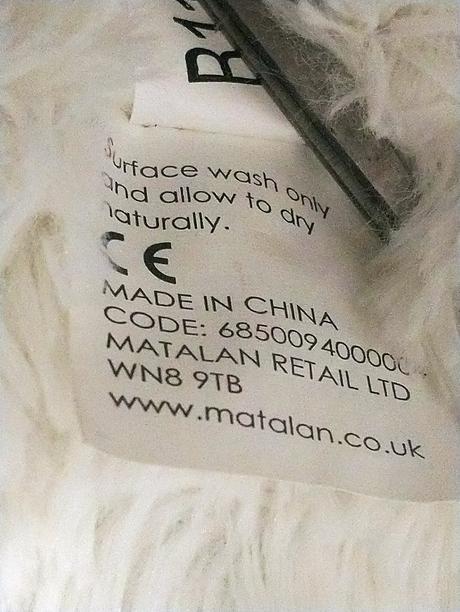 Surface wash only
and allow to dry
naturally.
CE
MADE IN CHINA
CODE:
MATALAN RETAIL LTD
WN8 9TB
www.matalan.co.uk